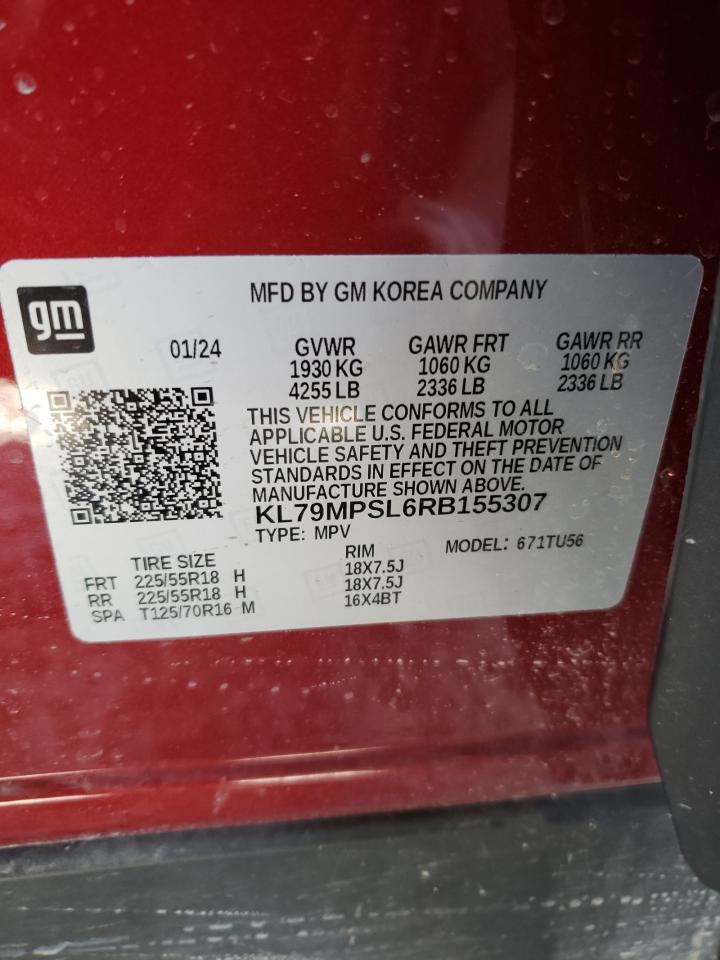 gm
MFD BY GM KOREA COMPANY
01/24 GVWR GAWR FRT GAWR RR
1930 KG 1060 KG 1060 KG
4255 LB 2336 LB 2336 LB
THIS VEHICLE CONFORMS TO ALL
APPLICABLE U.S. FEDERAL MOTOR
VEHICLE SAFETY AND THEFT PREVENTION
STANDARDS IN EFFECT ON THE DATE OF
MANUFACTURE SHOWN ABOVE.
KL79MPSL6RB155307
TYPE: MPV MODEL: 671TU56
TIRE SIZE RIM
FRT 225/55R18 H 18X7.5J
RR 225/55R18 H 18X7.5J
SPA T125/70R16 M 16X4BT